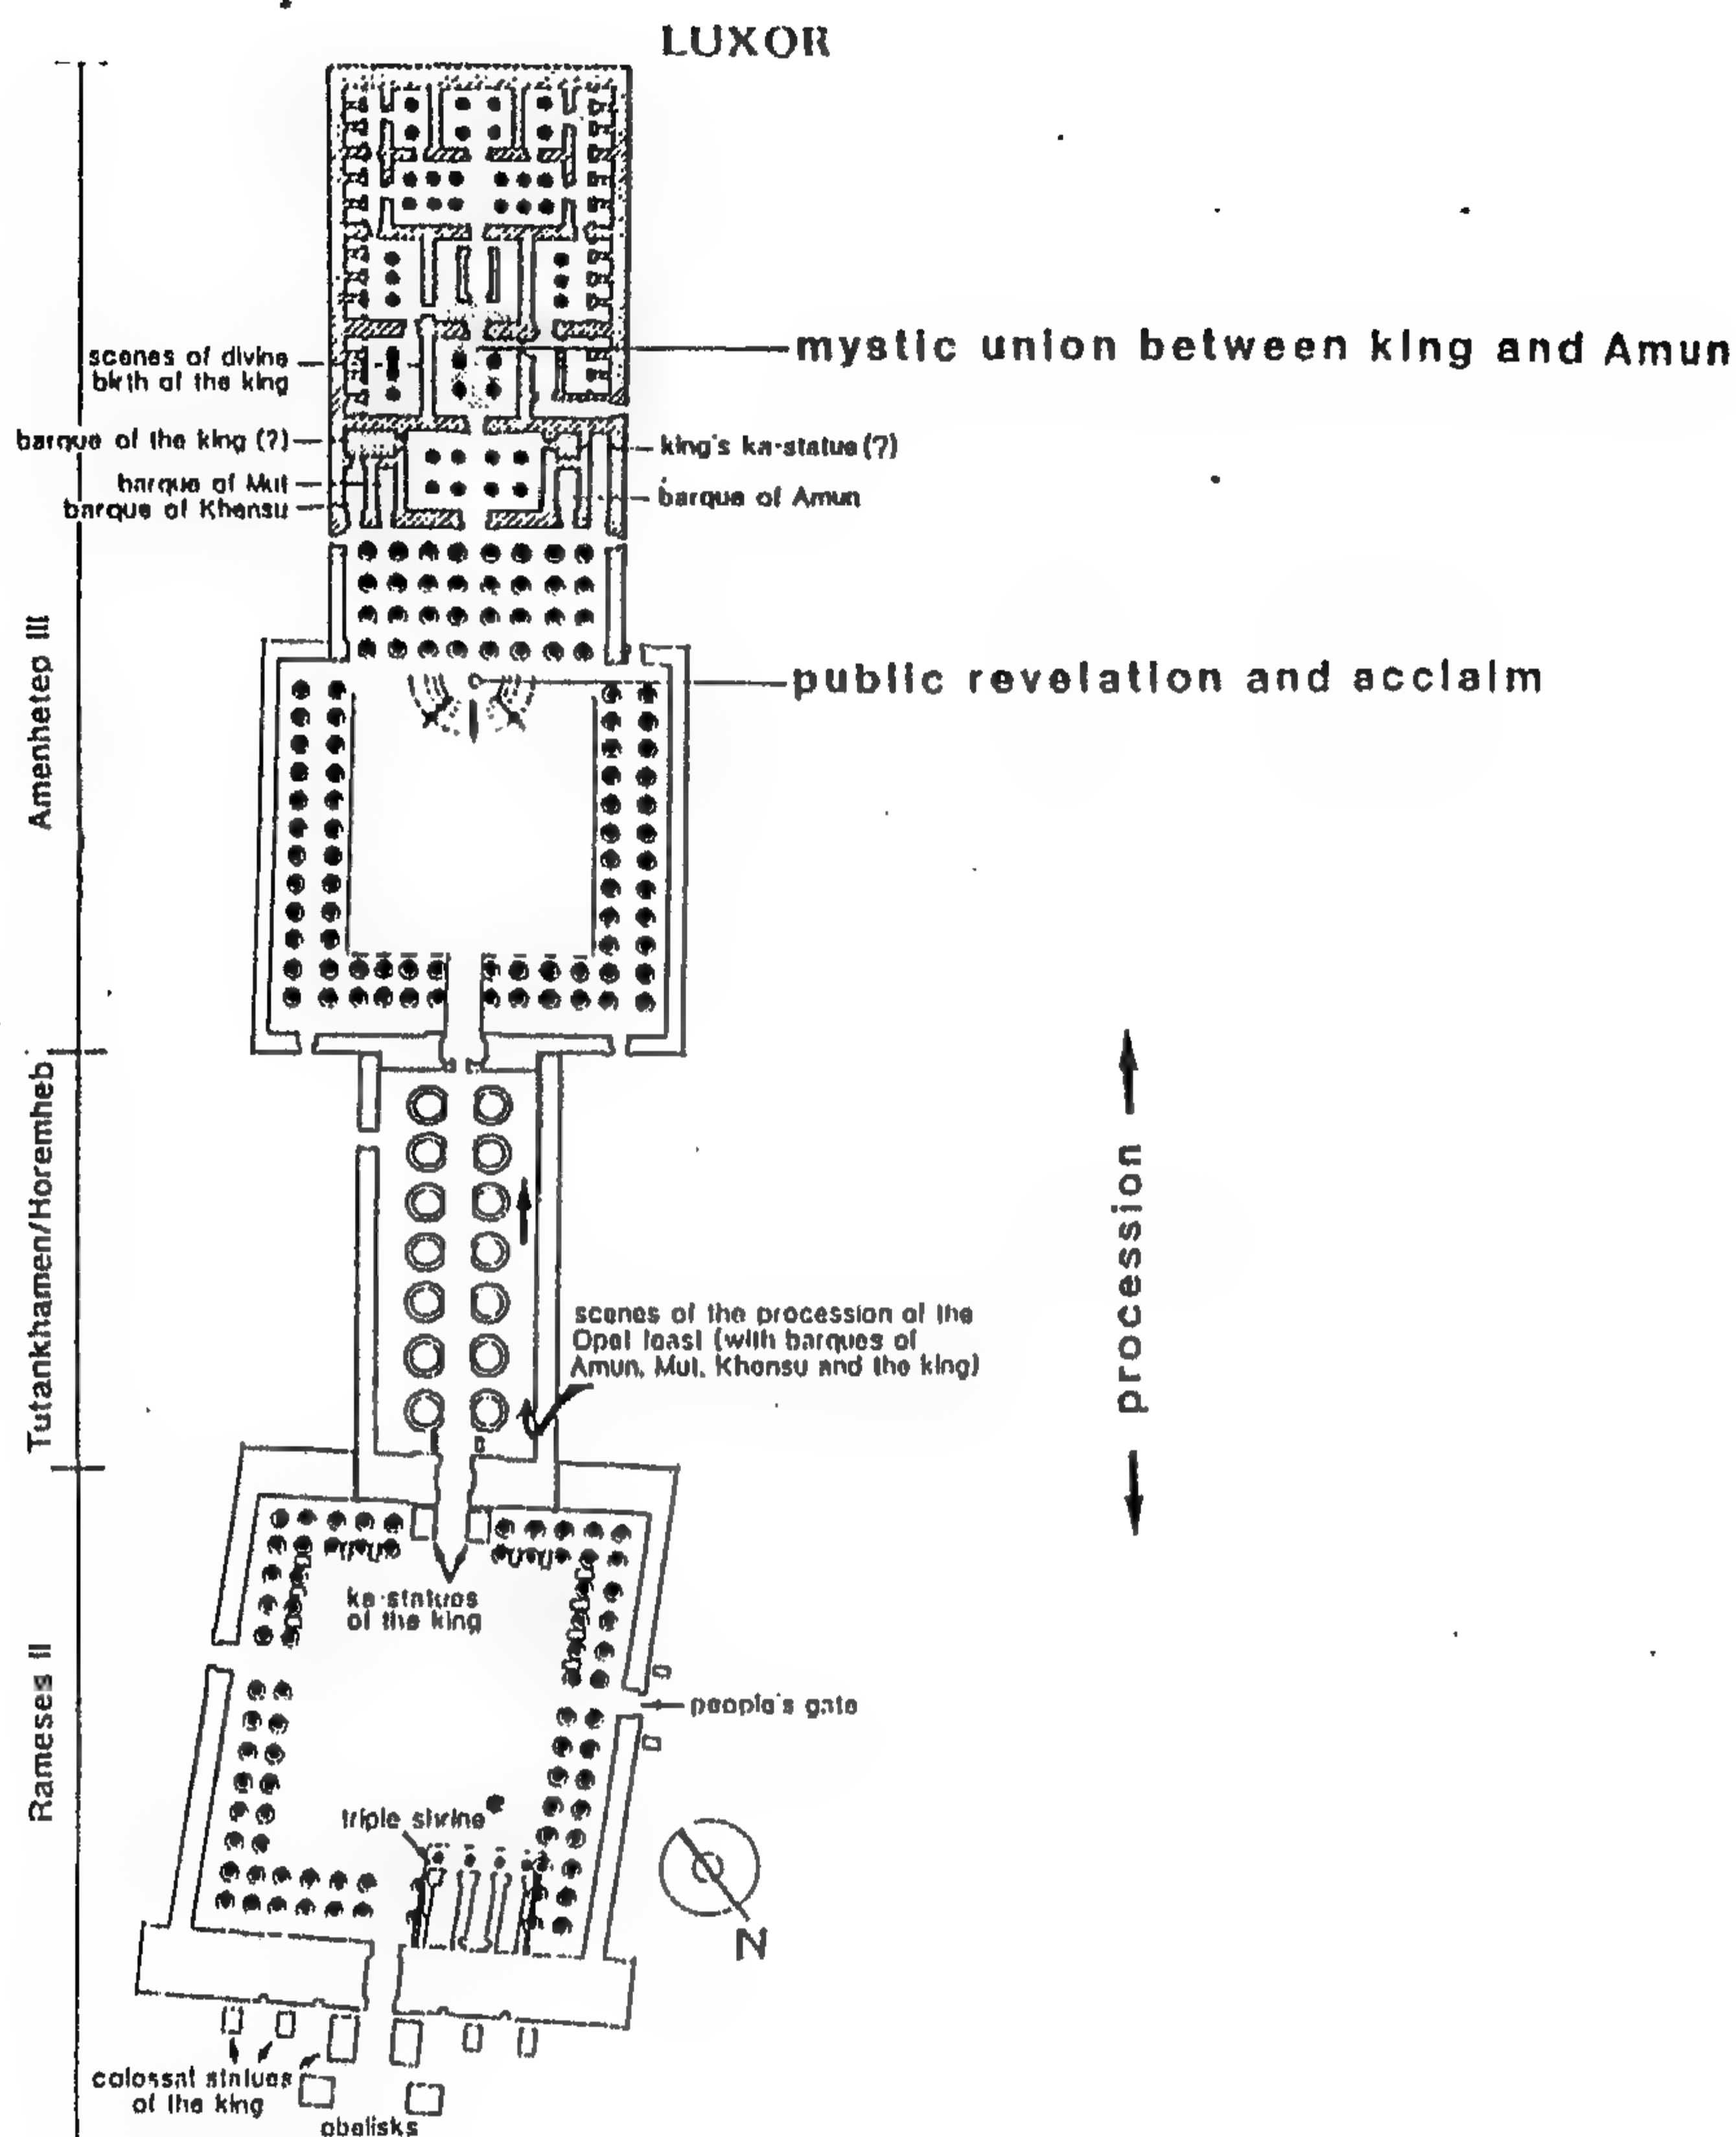 LUXOR
mystic union between king and Amun
scenes of divine
birth of the king
barque of the king (?)
king's ka-statue (?)
barque of Mut
barque of Khonsu
barque of Amun
Amenhetep III
public revelation and acclaim
Tutankhamen/Horemheb
procession
scenes of the procession of the
Opet feast (with barques of
Amun, Mut, Khonsu and the king)
ka-statues
of the king
Rameses II
people's gate
triple shrine
N
colossal statues
of the king
obelisks